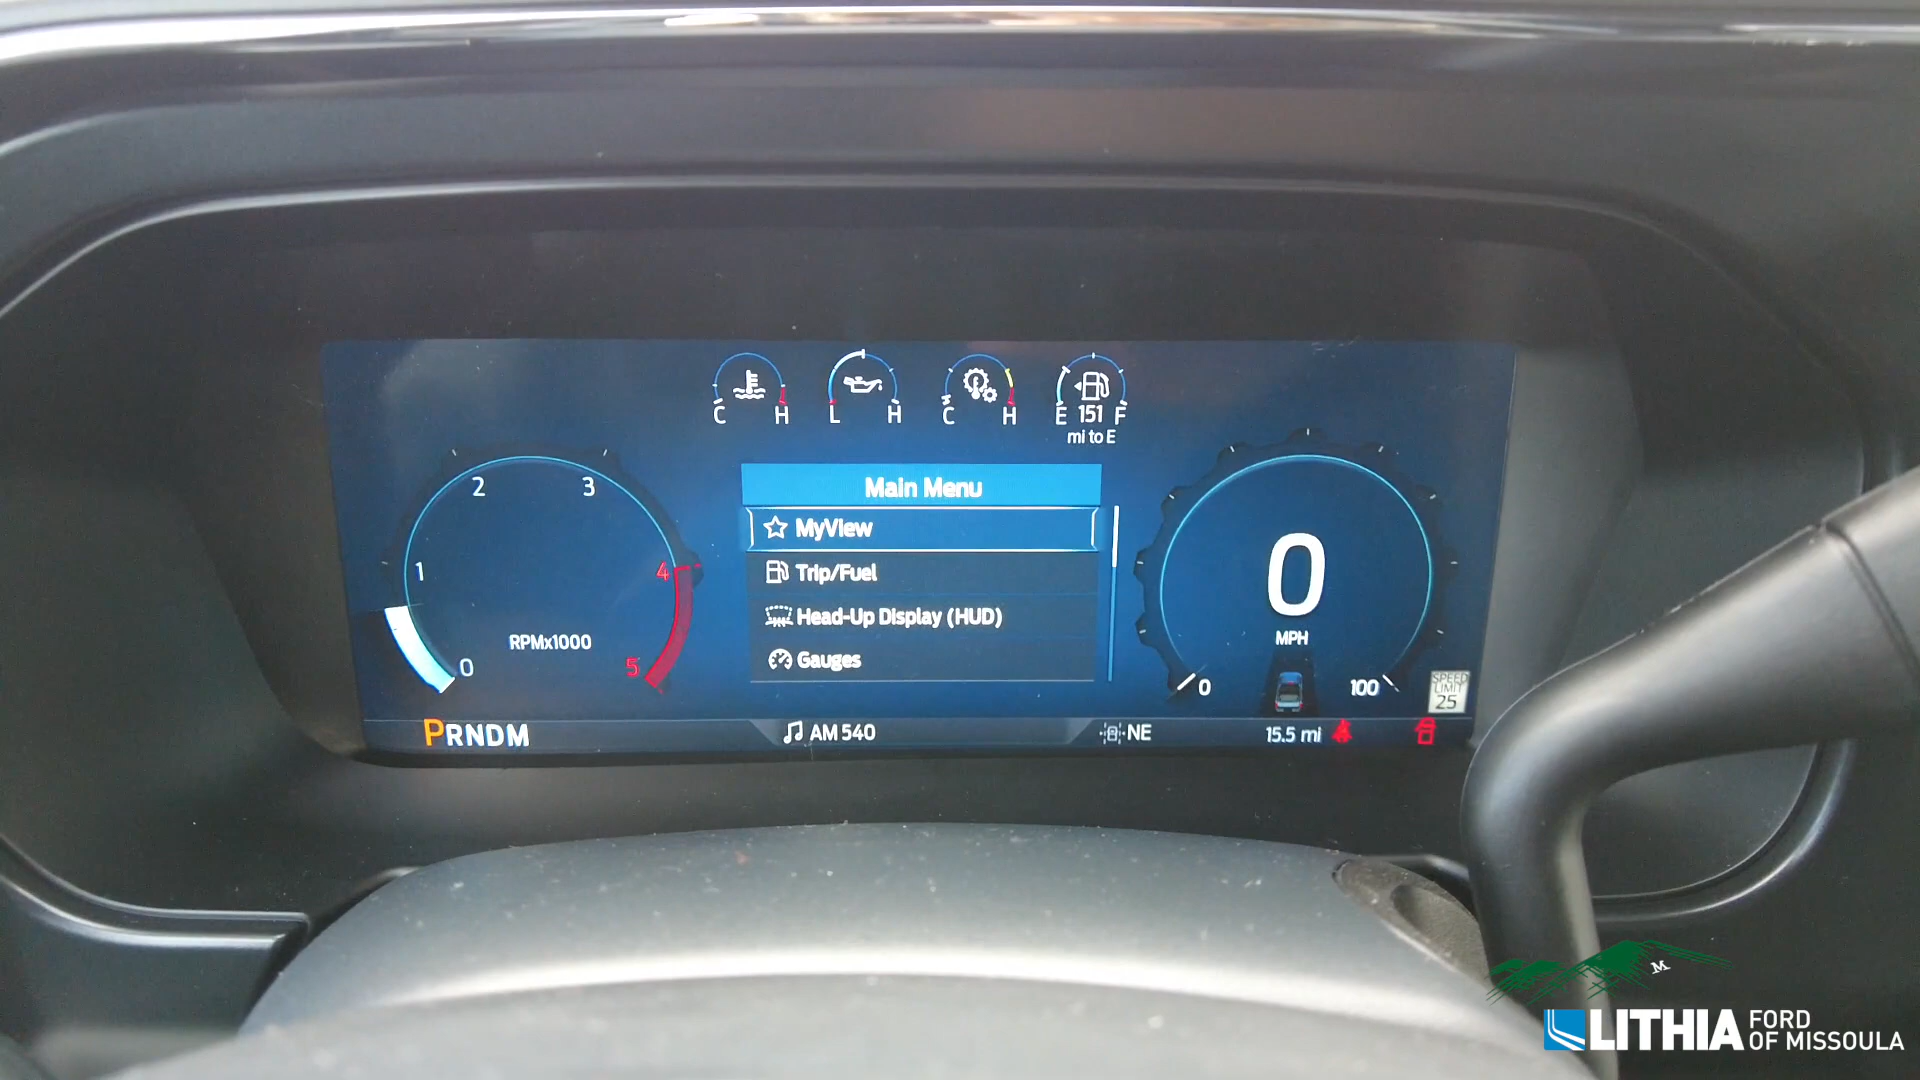 C H
L H
C H
E 151 F
mi to E
Main Menu
MyView
Trip/Fuel
Head-Up Display (HUD)
Gauges
0
1
2
3
4
5
RPMx1000
0
MPH
0 100
SPEED
LIMIT
25
PRNDM
AM 540
NE
15.5 mi
M
LITHIA FORD
OF MISSOULA